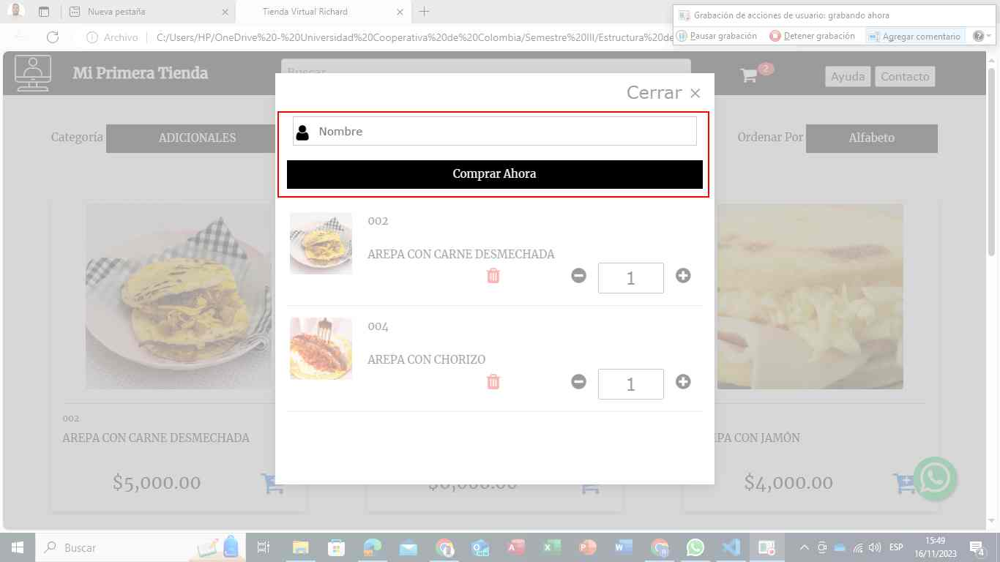 Nueva pestaña
Tienda Virtual Richard
Grabación de acciones de usuario: grabando ahora
Pausar grabación
Detener grabación
Agregar comentario
?
Archivo
C:/Users/HP/OneDrive%20-%20Universidad%20Cooperativa%20de%20Colombia/Semestre%20III/Estructura%20de
Mi Primera Tienda
Buscar
2
Ayuda
Contacto
Cerrar ×
Categoría
ADICIONALES
Ordenar Por
Alfabeto
Nombre
Comprar Ahora
002
AREPA CON CARNE DESMECHADA
1
004
AREPA CON CHORIZO
1
002
AREPA CON CARNE DESMECHADA
EPA CON JAMÓN
$5,000.00
$6,000.00
$4,000.00
Buscar
ESP
15:49
16/11/2023
4